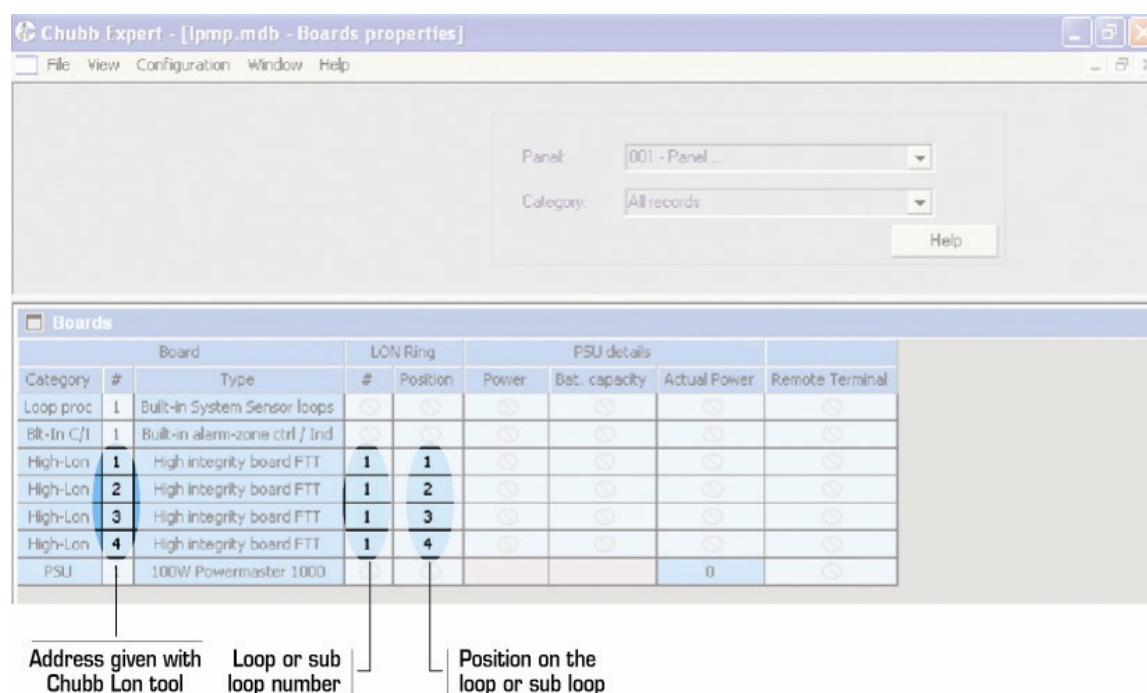 Chubb Expert - [lpmp.mdb - Boards properties]
File View Configuration Window Help
Panel: 001 - Panel ...
Category: All records
Help
Boards
Board LON Ring PSU details
Category # Type # Position Power Bat. capacity Actual Power Remote Terminal
Loop proc 1 Built-in System Sensor loops
Blt-In C/I 1 Built-in alarm-zone ctrl / Ind
High-Lon 1 High integrity board FTT 1 1
High-Lon 2 High integrity board FTT 1 2
High-Lon 3 High integrity board FTT 1 3
High-Lon 4 High integrity board FTT 1 4
PSU 1 100W Powermaster 1000 0
Address given with
Chubb Lon tool
Loop or sub
loop number
Position on the
loop or sub loop